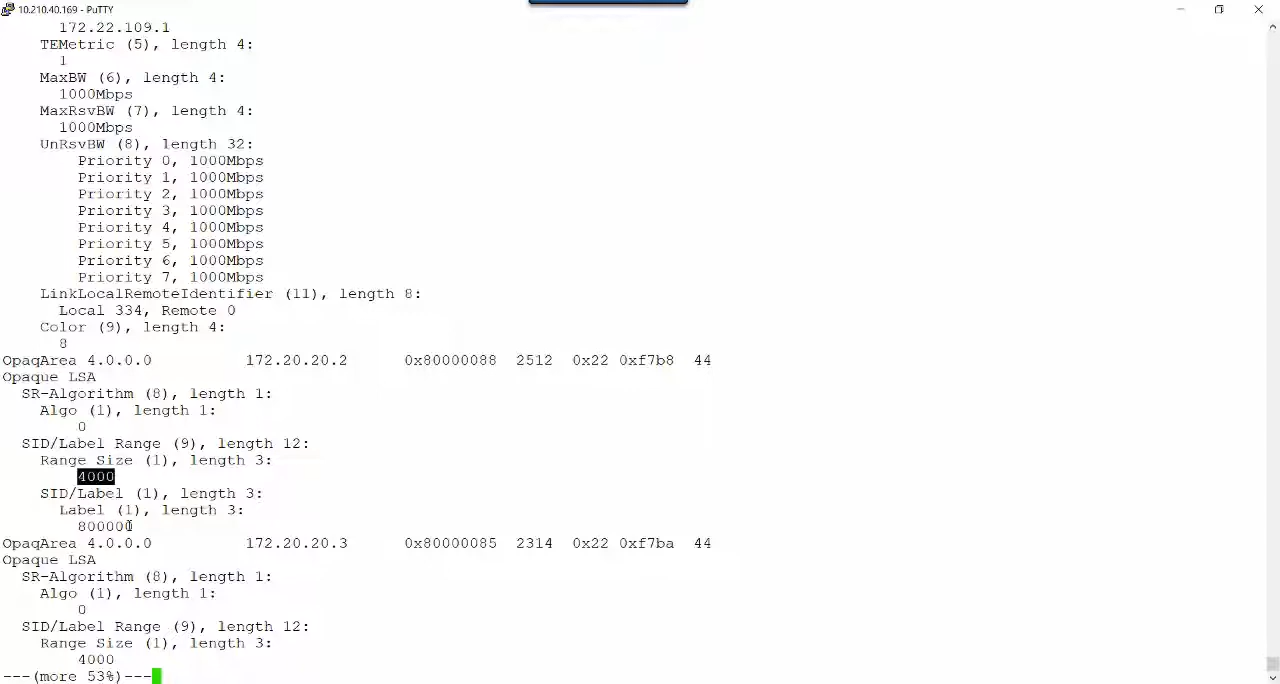 10.210.40.169 - PuTTY
172.22.109.1
TEMetric (5), length 4:
1
MaxBW (6), length 4:
1000Mbps
MaxRsvBW (7), length 4:
1000Mbps
UnRsvBW (8), length 32:
Priority 0, 1000Mbps
Priority 1, 1000Mbps
Priority 2, 1000Mbps
Priority 3, 1000Mbps
Priority 4, 1000Mbps
Priority 5, 1000Mbps
Priority 6, 1000Mbps
Priority 7, 1000Mbps
LinkLocalRemoteIdentifier (11), length 8:
Local 334, Remote 0
Color (9), length 4:
8
OpaqArea 4.0.0.0 172.20.20.2 0x80000088 2512 0x22 0xf7b8 44
Opaque LSA
SR-Algorithm (8), length 1:
Algo (1), length 1:
0
SID/Label Range (9), length 12:
Range Size (1), length 3:
4000
SID/Label (1), length 3:
Label (1), length 3:
800000
OpaqArea 4.0.0.0 172.20.20.3 0x80000085 2314 0x22 0xf7ba 44
Opaque LSA
SR-Algorithm (8), length 1:
Algo (1), length 1:
0
SID/Label Range (9), length 12:
Range Size (1), length 3:
4000
---(more 53%)---